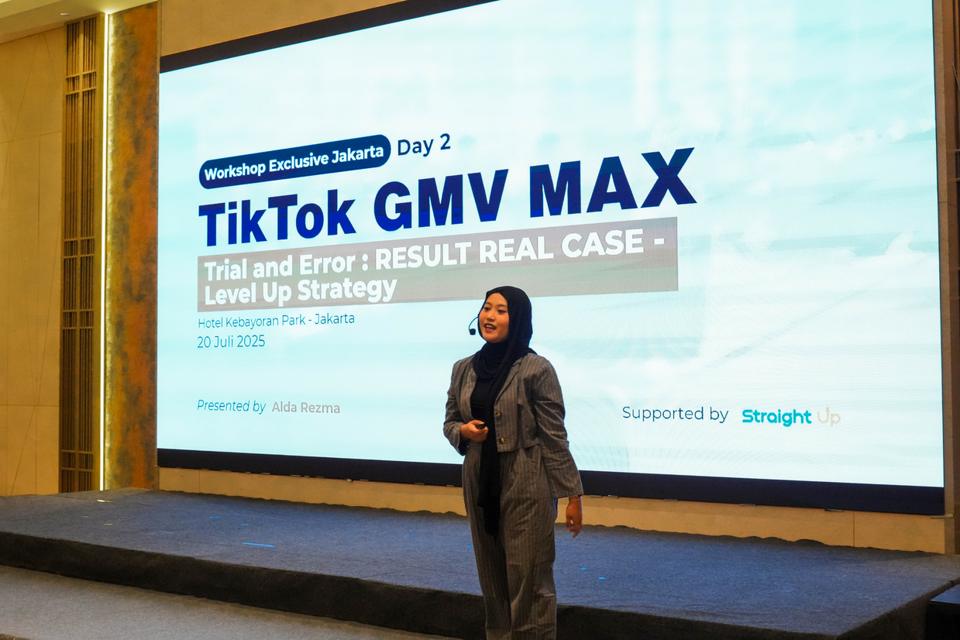 Workshop Exclusive Jakarta Day 2
TikTok GMV MAX
Trial and Error : RESULT REAL CASE -
Level Up Strategy
Hotel Kebayoran Park - Jakarta
20 Juli 2025
Presented by Alda Rezma
Supported by Straight Up